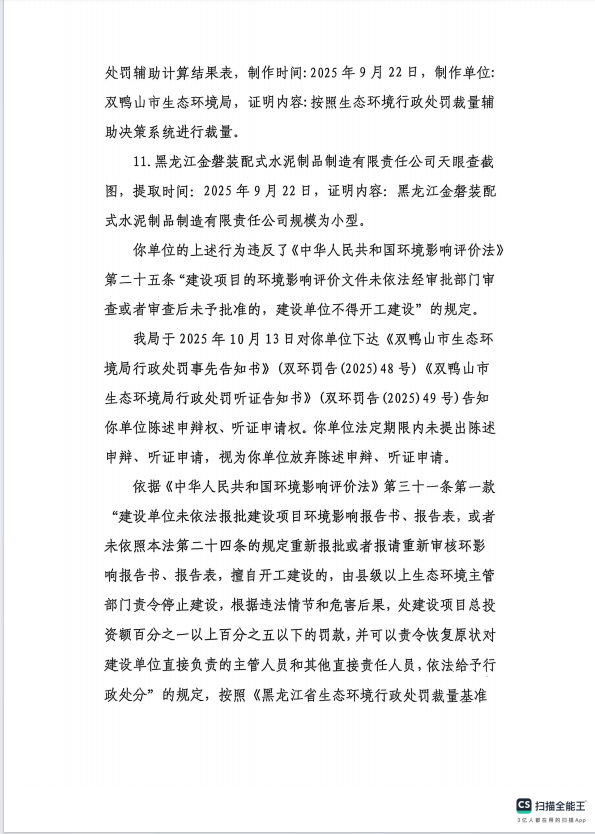 处罚辅助计算结果表，制作时间:2025年9月22日，制作单位:
双鸭山市生态环境局，证明内容:按照生态环境行政处罚裁量辅
助决策系统进行裁量。
11.黑龙江金磐装配式水泥制品制造有限责任公司天眼查截
图，提取时间：2025年9月22日，证明内容：黑龙江金磐装配
式水泥制品制造有限责任公司规模为小型。
你单位的上述行为违反了《中华人民共和国环境影响评价法》
第二十五条“建设项目的环境影响评价文件未依法经审批部门审
查或者审查后未予批准的，建设单位不得开工建设”的规定。
我局于2025年10月13日对你单位下达《双鸭山市生态环
境局行政处罚事先告知书》(双环罚告(2025)48号)《双鸭山市
生态环境局行政处罚听证告知书》(双环罚告(2025)49号)告知
你单位陈述申辩权、听证申请权。你单位法定期限内未提出陈述
申辩、听证申请，视为你单位放弃陈述申辩、听证申请。
依据《中华人民共和国环境影响评价法》第三十一条第一款
“建设单位未依法报批建设项目环境影响报告书、报告表，或者
未依照本法第二十四条的规定重新报批或者报请重新审核环影
响报告书、报告表，擅自开工建设的，由县级以上生态环境主管
部门责令停止建设，根据违法情节和危害后果，处建设项目总投
资额百分之一以上百分之五以下的罚款，并可以责令恢复原状对
建设单位直接负责的主管人员和其他直接责任人员，依法给予行
政处分”的规定，按照《黑龙江省生态环境行政处罚裁量基准
CS 扫描全能王
3亿人都在用的扫描App